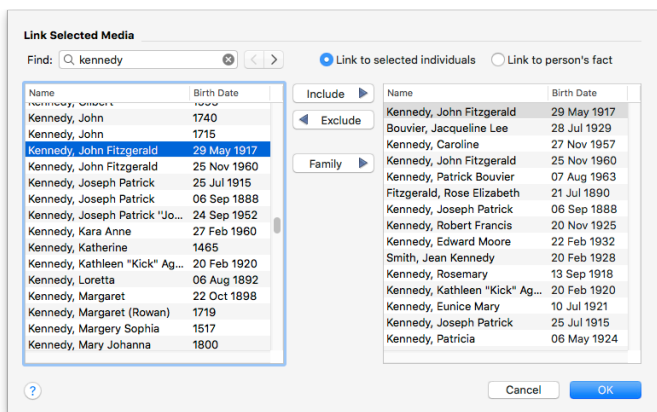 Link Selected Media
Find: kennedy
Link to selected individuals Link to person's fact
Name Birth Date
Kennedy, John 1740
Kennedy, John 1715
Kennedy, John Fitzgerald 29 May 1917
Kennedy, John Fitzgerald 25 Nov 1960
Kennedy, Joseph Patrick 25 Jul 1915
Kennedy, Joseph Patrick 06 Sep 1888
Kennedy, Joseph Patrick "Jo... 24 Sep 1952
Kennedy, Kara Anne 27 Feb 1960
Kennedy, Katherine 1465
Kennedy, Kathleen "Kick" Ag... 20 Feb 1920
Kennedy, Loretta 06 Aug 1892
Kennedy, Margaret 22 Oct 1898
Kennedy, Margaret (Rowan) 1719
Kennedy, Margery Sophia 1517
Kennedy, Mary Johanna 1800
Include
Exclude
Family
Name Birth Date
Kennedy, John Fitzgerald 29 May 1917
Bouvier, Jacqueline Lee 28 Jul 1929
Kennedy, Caroline 27 Nov 1957
Kennedy, John Fitzgerald 25 Nov 1960
Kennedy, Patrick Bouvier 07 Aug 1963
Fitzgerald, Rose Elizabeth 21 Jul 1890
Kennedy, Joseph Patrick 06 Sep 1888
Kennedy, Robert Francis 20 Nov 1925
Kennedy, Edward Moore 22 Feb 1932
Smith, Jean Kennedy 20 Feb 1928
Kennedy, Rosemary 13 Sep 1918
Kennedy, Kathleen "Kick" Ag... 20 Feb 1920
Kennedy, Eunice Mary 10 Jul 1921
Kennedy, Joseph Patrick 25 Jul 1915
Kennedy, Patricia 06 May 1924
?
Cancel OK